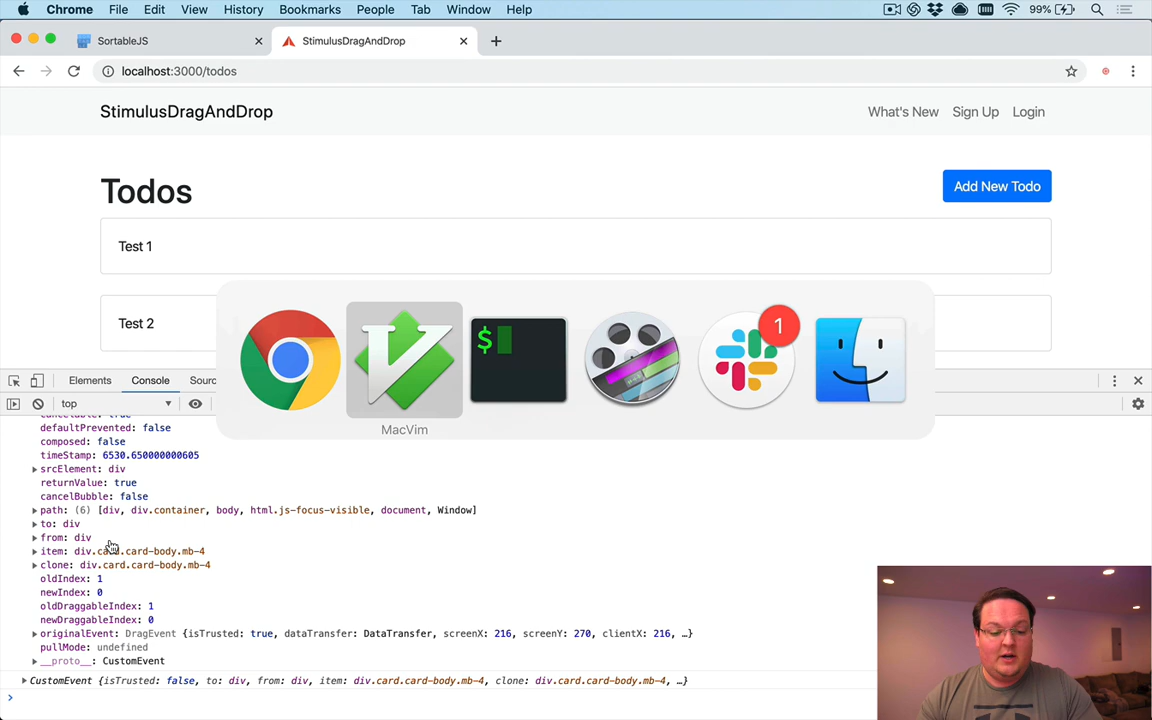 Chrome File Edit View History Bookmarks People Tab Window Help 99%
SortableJS StimulusDragAndDrop
localhost:3000/todos
StimulusDragAndDrop What's New Sign Up Login
Todos Add New Todo
Test 1
Test 2
$ 1
MacVim
Elements Console Sourc
top
defaultPrevented: false
composed: false
timeStamp: 6530.650000000605
srcElement: div
returnValue: true
cancelBubble: false
path: (6) [div, div.container, body, html.js-focus-visible, document, Window]
to: div
from: div
item: div.card.card-body.mb-4
clone: div.card.card-body.mb-4
oldIndex: 1
newIndex: 0
oldDraggableIndex: 1
newDraggableIndex: 0
originalEvent: DragEvent {isTrusted: true, dataTransfer: DataTransfer, screenX: 216, screenY: 270, clientX: 216, …}
pullMode: undefined
__proto__: CustomEvent
CustomEvent {isTrusted: false, to: div, from: div, item: div.card.card-body.mb-4, clone: div.card.card-body.mb-4, …}